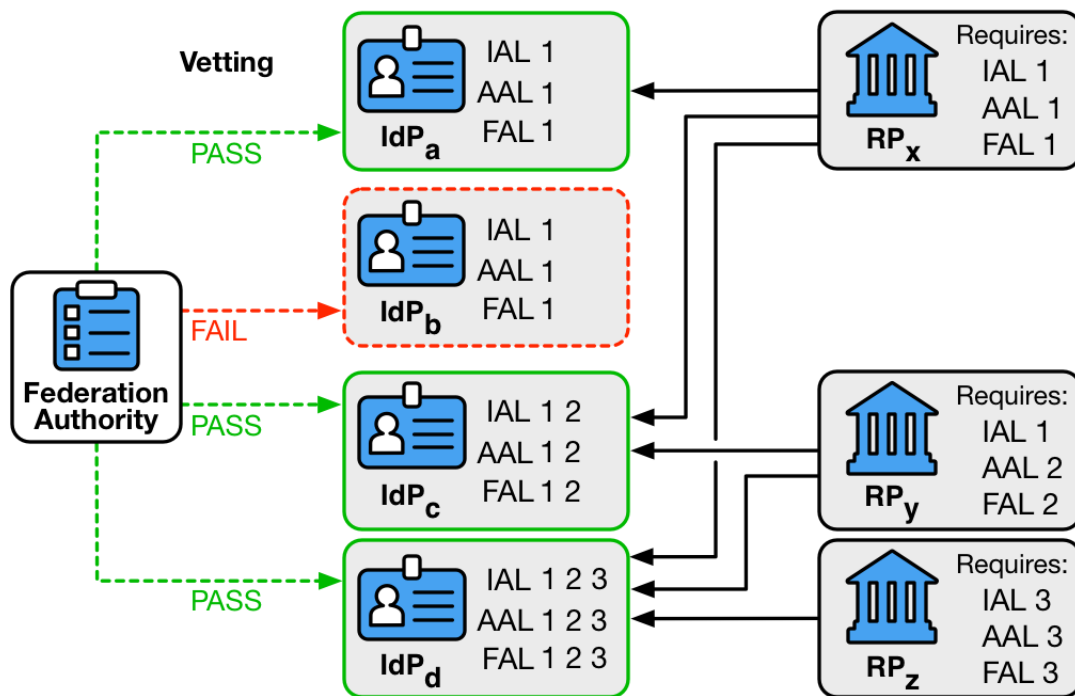 Vetting
IAL 1
AAL 1
FAL 1
IdPa
PASS
Requires:
IAL 1
AAL 1
FAL 1
RPx
IAL 1
AAL 1
FAL 1
IdPb
FAIL
Federation
Authority
PASS
IAL 1 2
AAL 1 2
FAL 1 2
IdPc
Requires:
IAL 1
AAL 2
FAL 2
RPy
PASS
IAL 1 2 3
AAL 1 2 3
FAL 1 2 3
IdPd
Requires:
IAL 3
AAL 3
FAL 3
RPz